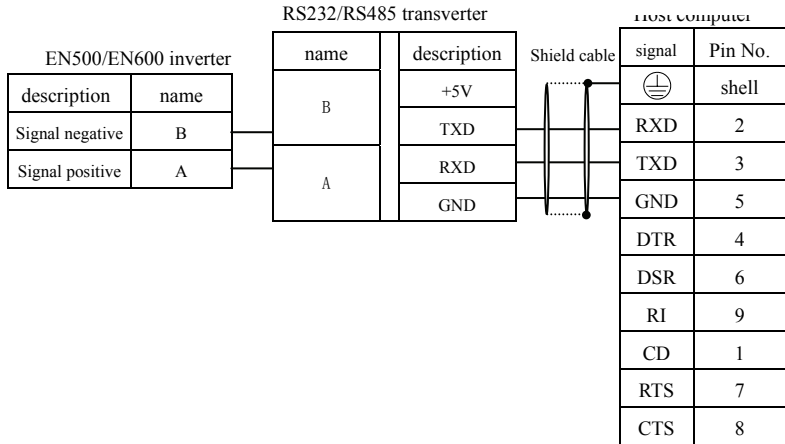 RS232/RS485 transverter
Host computer
EN500/EN600 inverter
name description
Shield cable
signal Pin No.
description name
B
+5V
shell
Signal negative B
TXD
RXD 2
Signal positive A
A
RXD
TXD 3
GND
GND 5
DTR 4
DSR 6
RI 9
CD 1
RTS 7
CTS 8